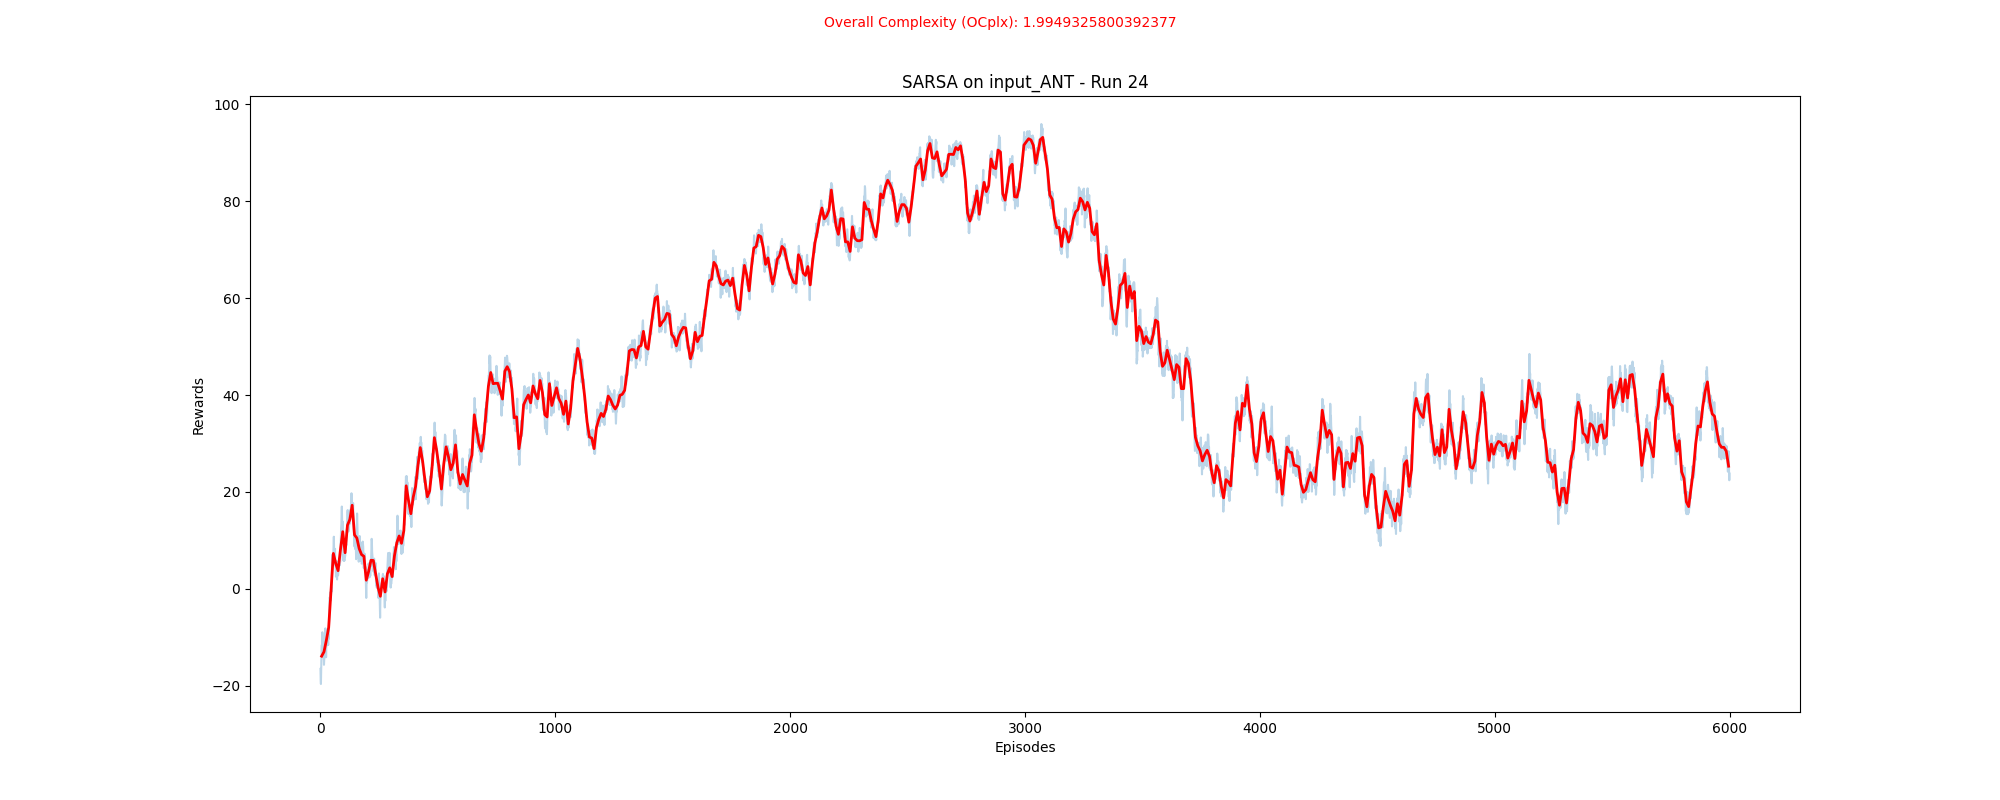 Overall Complexity (OCplx): 1.9949325800392377
SARSA on input_ANT - Run 24
100
80
60
40
20
0
−20
Rewards
0 1000 2000 3000 4000 5000 6000
Episodes